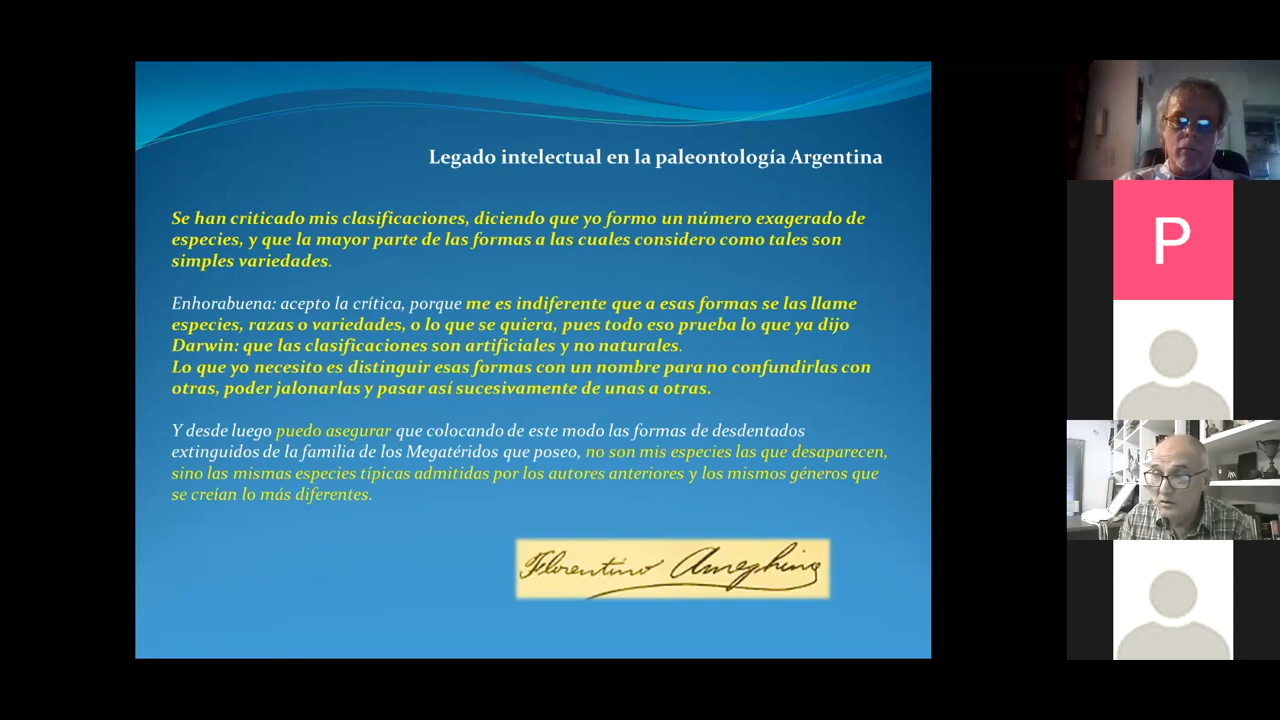 Legado intelectual en la paleontología Argentina
Se han criticado mis clasificaciones, diciendo que yo formo un número exagerado de
especies, y que la mayor parte de las formas a las cuales considero como tales son
simples variedades.
Enhorabuena: acepto la crítica, porque me es indiferente que a esas formas se las llame
especies, razas o variedades, o lo que se quiera, pues todo eso prueba lo que ya dijo
Darwin: que las clasificaciones son artificiales y no naturales.
Lo que yo necesito es distinguir esas formas con un nombre para no confundirlas con
otras, poder jalonarlas y pasar así sucesivamente de unas a otras.
Y desde luego puedo asegurar que colocando de este modo las formas de desdentados
extinguidos de la familia de los Megatéridos que poseo, no son mis especies las que desaparecen,
sino las mismas especies típicas admitidas por los autores anteriores y los mismos géneros que
se creían lo más diferentes.
Florentino Ameghino
P